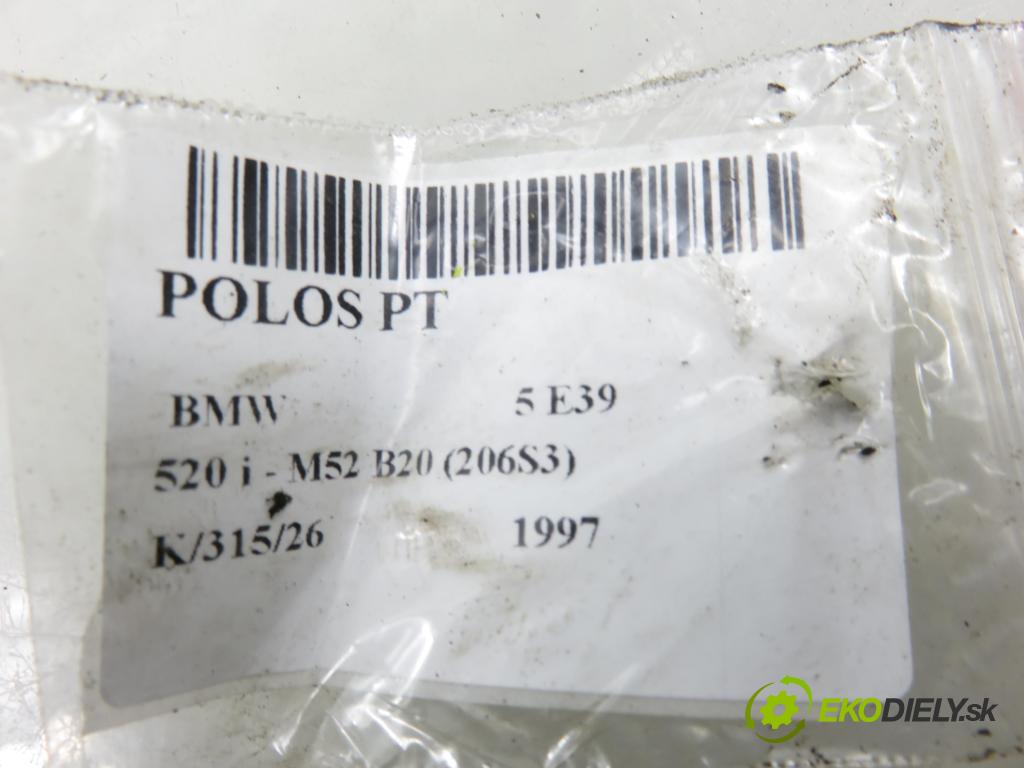 POLOS PT
BMW 5 E39
520 i - M52 B20 (206S3)
K/315/26 1997
EKODIELY.sk